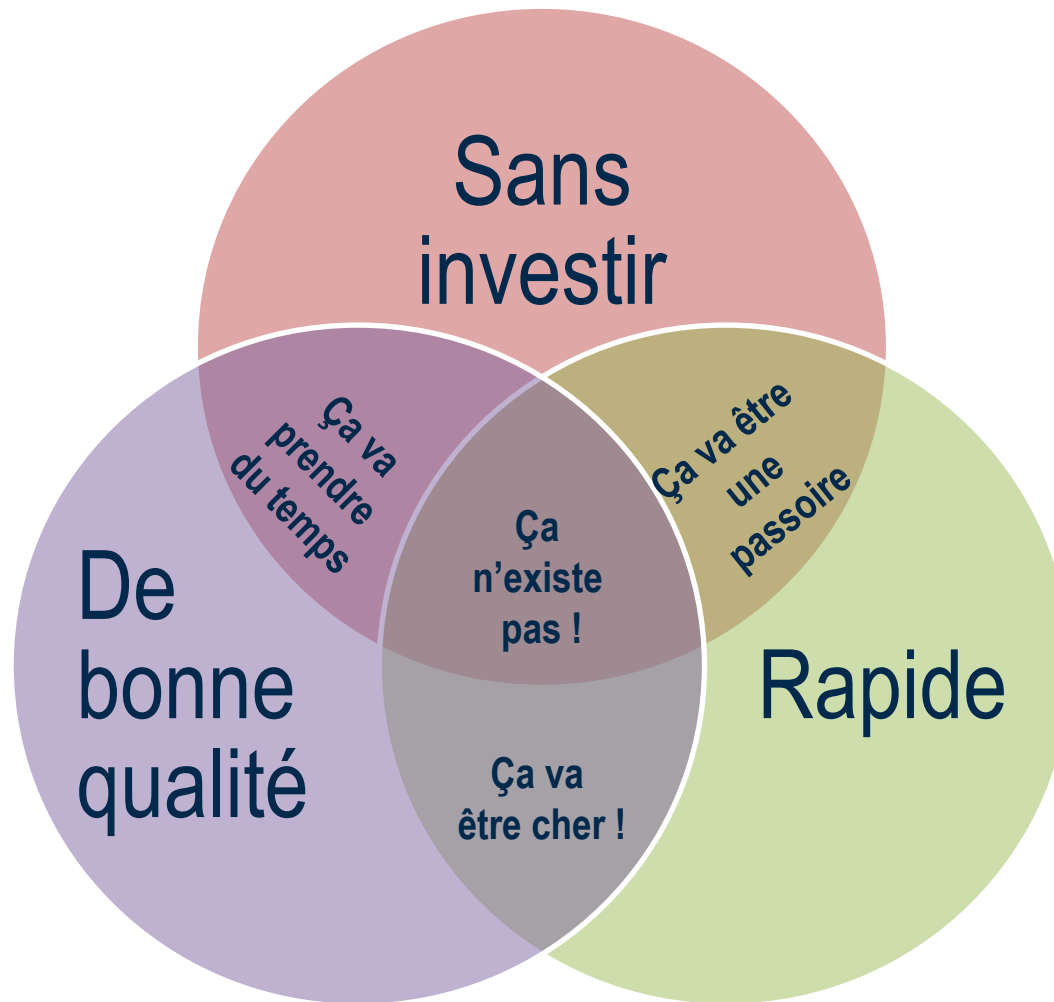 Sans
investir
Ça va
prendre
du temps
Ça va être
une
passoire
Ça
n’existe
pas !
De
bonne
qualité
Rapide
Ça va
être cher !